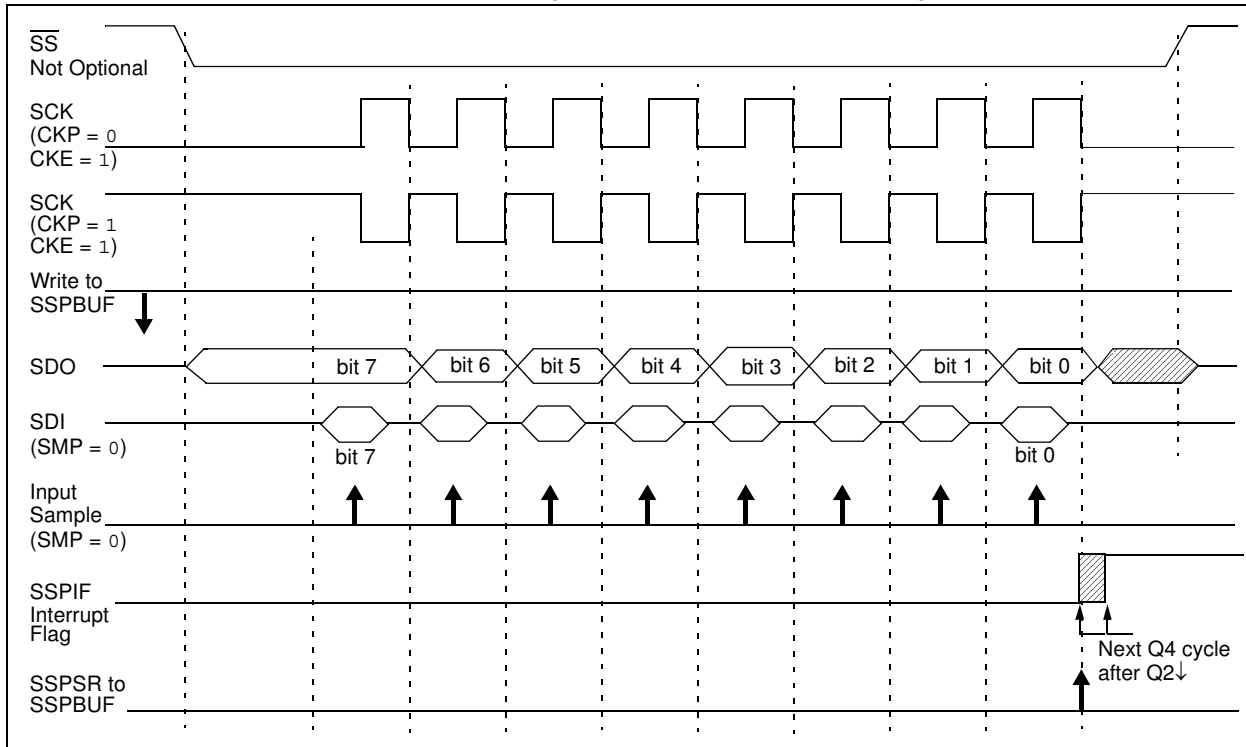 SS
Not Optional
SCK
(CKP = 0
CKE = 1)
SCK
(CKP = 1
CKE = 1)
Write to
SSPBUF
SDO
bit 7 bit 6 bit 5 bit 4 bit 3 bit 2 bit 1 bit 0
SDI
(SMP = 0)
bit 7 bit 0
Input
Sample
(SMP = 0)
SSPIF
Interrupt
Flag
Next Q4 cycle
after Q2↓
SSPSR to
SSPBUF